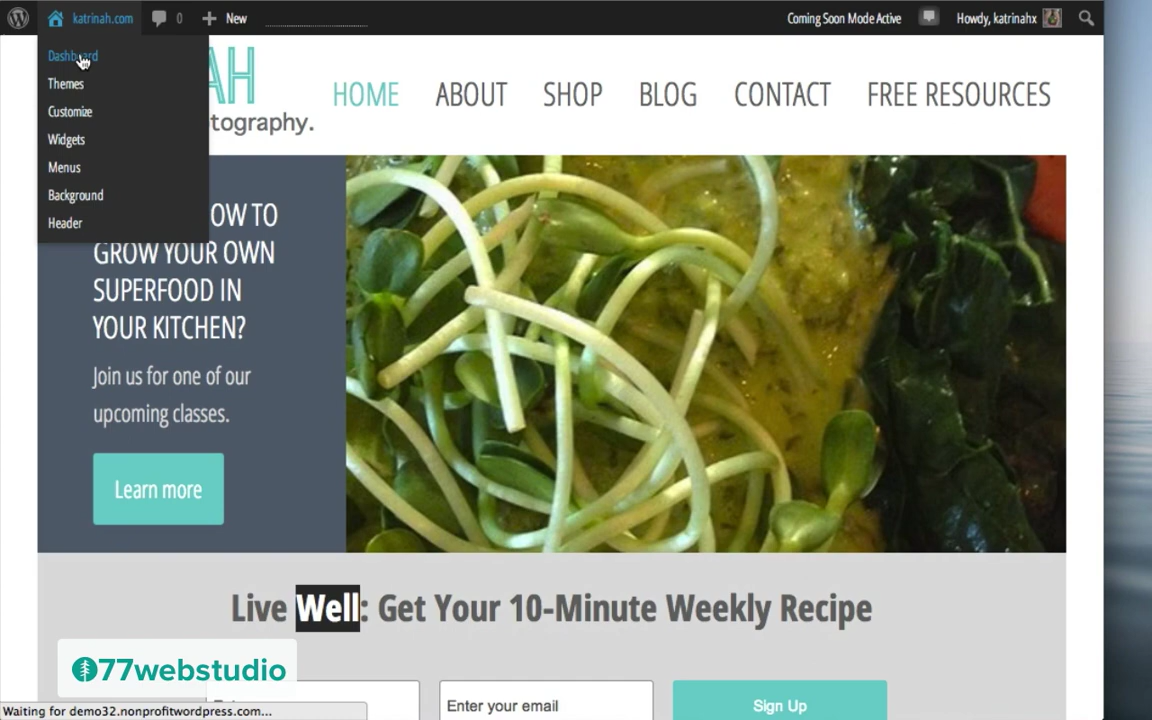 katrinah.com 0 New Coming Soon Mode Active Howdy, katrinahx
Dashboard
Themes
Customize
Widgets
Menus
Background
Header
AH
tography.
HOME ABOUT SHOP BLOG CONTACT FREE RESOURCES
OW TO
GROW YOUR OWN
SUPERFOOD IN
YOUR KITCHEN?
Join us for one of our
upcoming classes.
Learn more
Live Well: Get Your 10-Minute Weekly Recipe
77webstudio
Enter your email
Sign Up
Waiting for demo32.nonprofitwordpress.com...